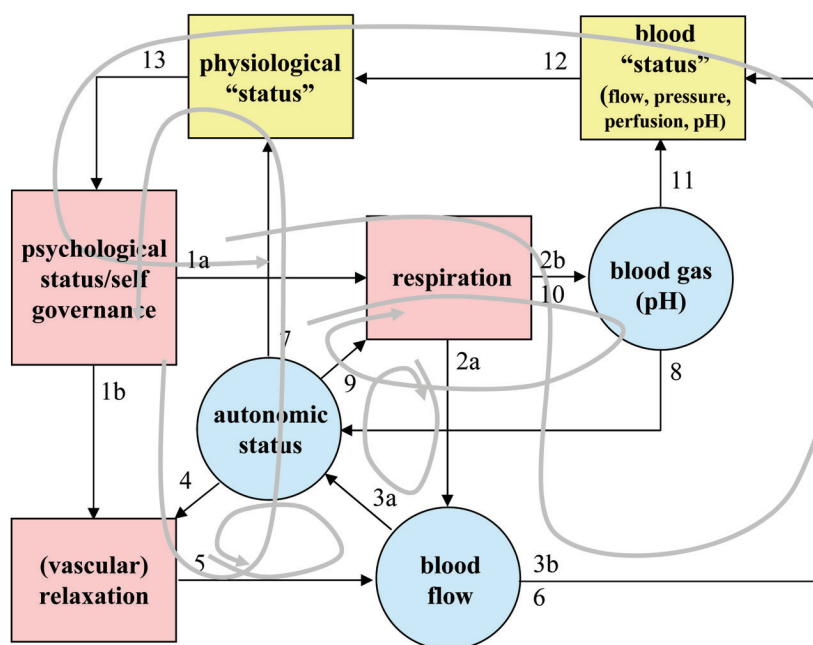 13
physiological
“status”
12
blood
“status”
(flow, pressure,
perfusion, pH)
11
psychological
status/self
governance
1a
respiration
2b
10
blood gas
(pH)
7
9
2a
8
1b
autonomic
status
4
3a
(vascular)
relaxation
5
blood
flow
3b
6